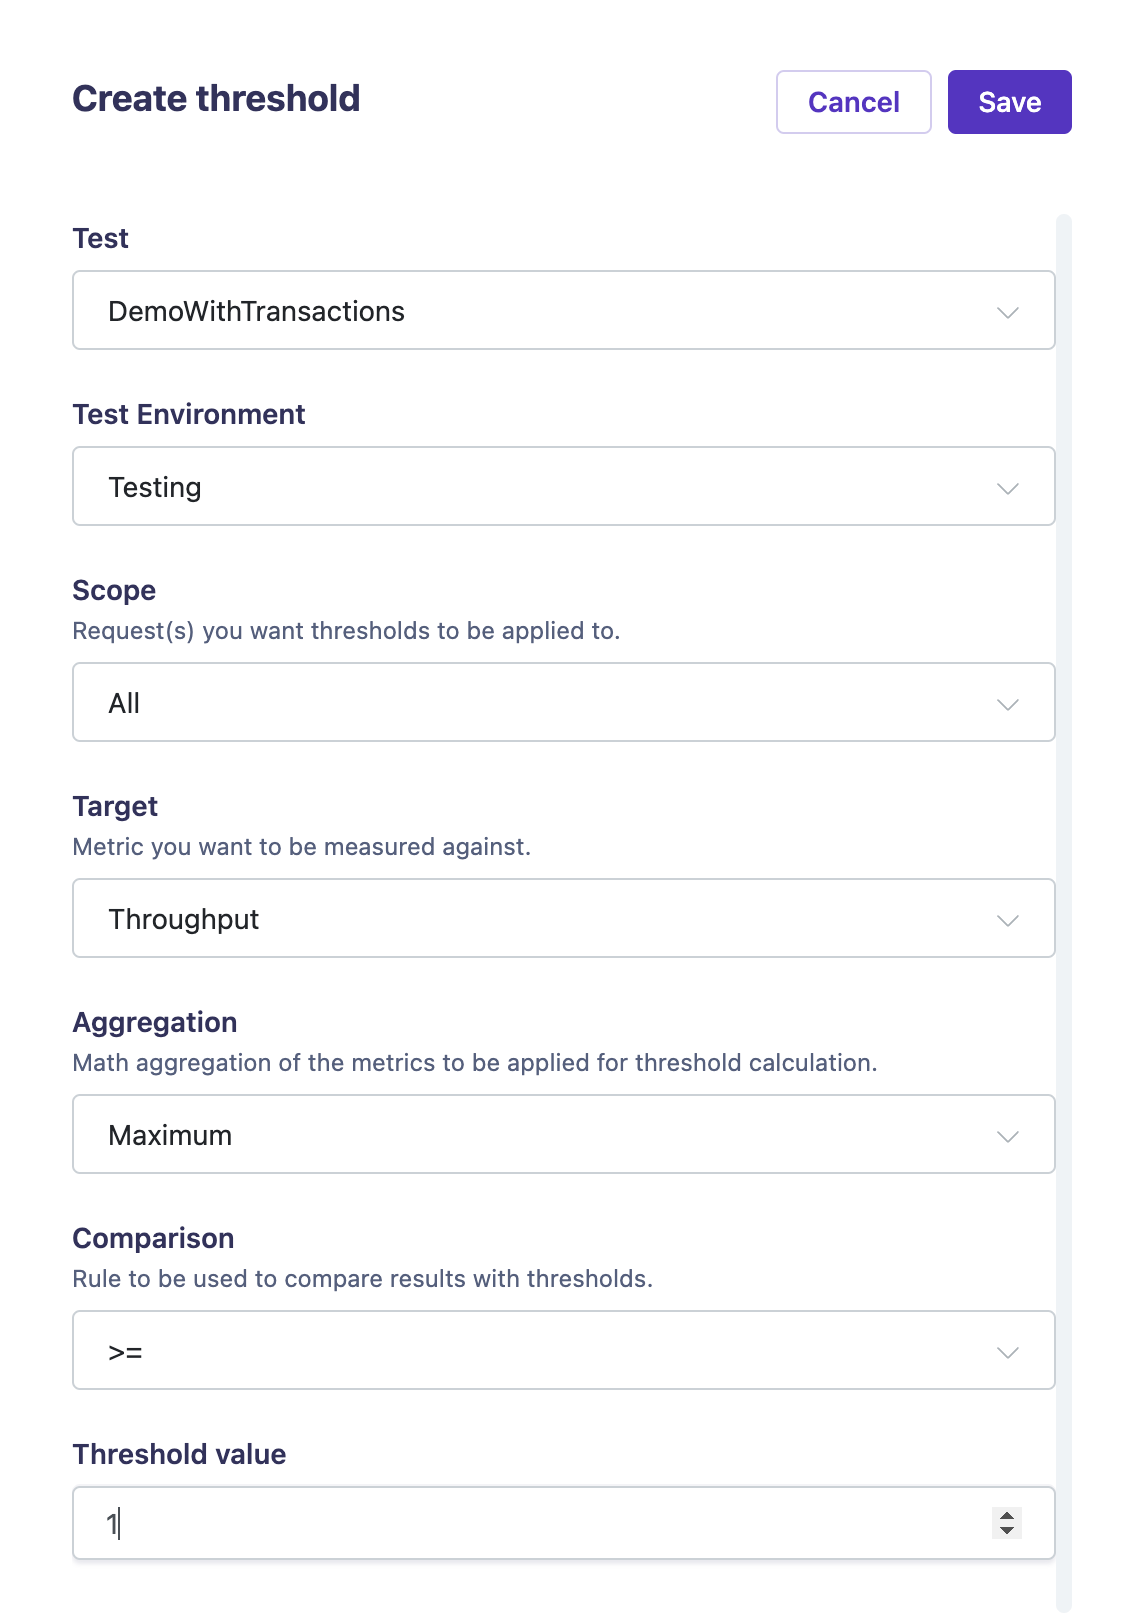 Create threshold
Cancel
Save
Test
DemoWithTransactions
Test Environment
Testing
Scope
Request(s) you want thresholds to be applied to.
All
Target
Metric you want to be measured against.
Throughput
Aggregation
Math aggregation of the metrics to be applied for threshold calculation.
Maximum
Comparison
Rule to be used to compare results with thresholds.
>=
Threshold value
1